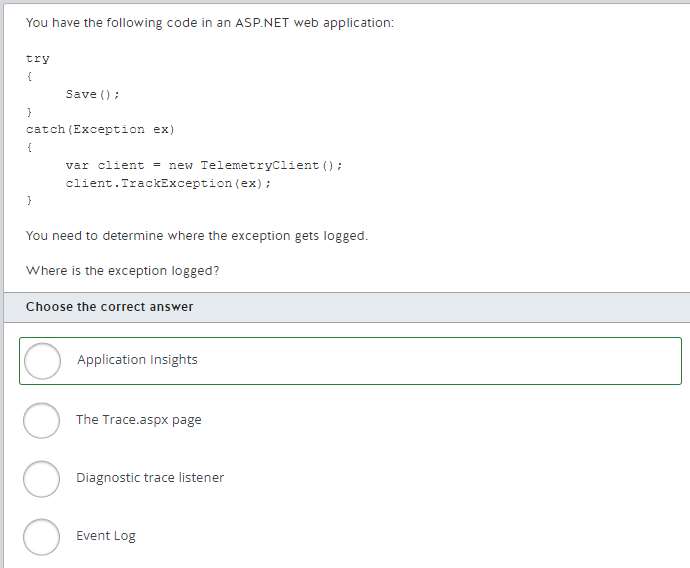 You have the following code in an ASP.NET web application:
try
{
Save();
}
catch(Exception ex)
{
var client = new TelemetryClient();
client.TrackException(ex);
}
You need to determine where the exception gets logged.
Where is the exception logged?
Choose the correct answer
Application Insights
The Trace.aspx page
Diagnostic trace listener
Event Log